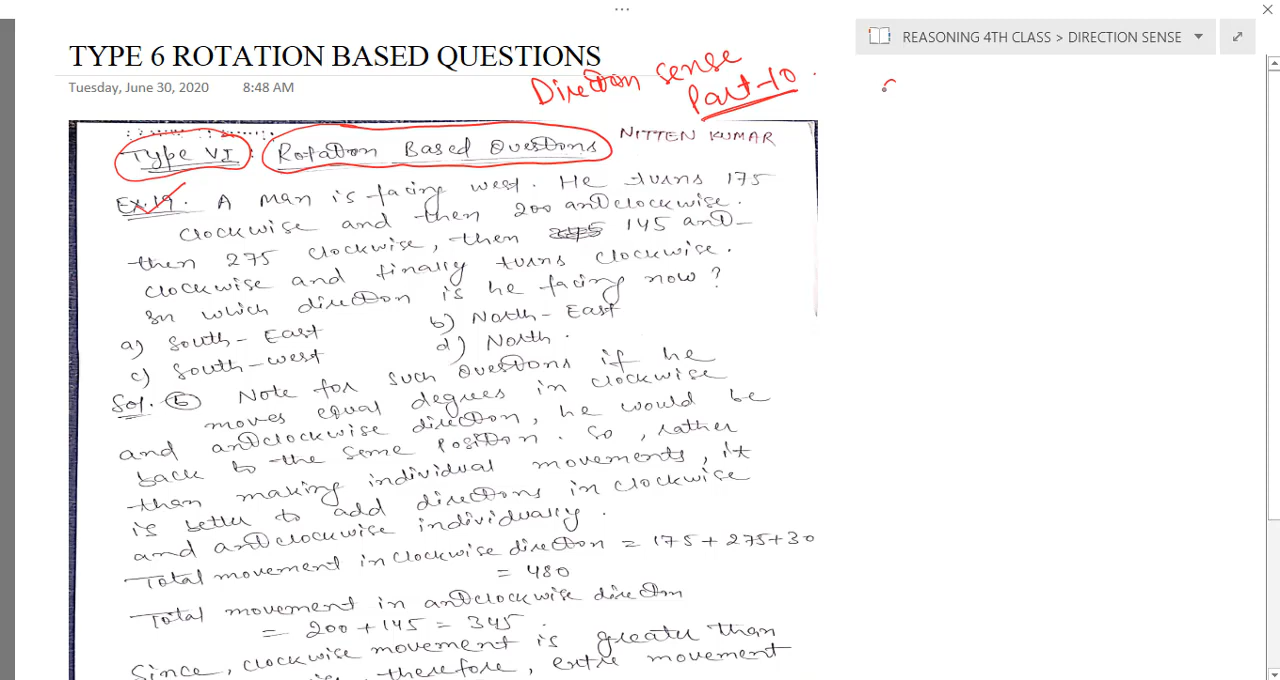 REASONING 4TH CLASS > DIRECTION SENSE
TYPE 6 ROTATION BASED QUESTIONS
Tuesday, June 30, 2020 8:48 AM
Direction sense
Part-10
NITTEN KUMAR
Type VI : Rotation Based Questions
Ex.19. A man is facing west. He turns 175
clockwise and then 200 anticlockwise.
then 275 clockwise, then 145 anti-
clockwise and finally turns clockwise.
In which direction is he facing now?
a) South-East b) North-East
c) South-west d) North.
Sol. (b) Note for such questions if he
moves equal degrees in clockwise
and anticlockwise direction, he would be
back to the same position. So, rather
than making individual movements, it
is better to add directions in clockwise
and anticlockwise individually.
Total movement in clockwise direction = 175+275+30
= 480
Total movement in anticlockwise direction
= 200+145 = 345.
Since, clockwise movement is greater than
therefore, entire movement